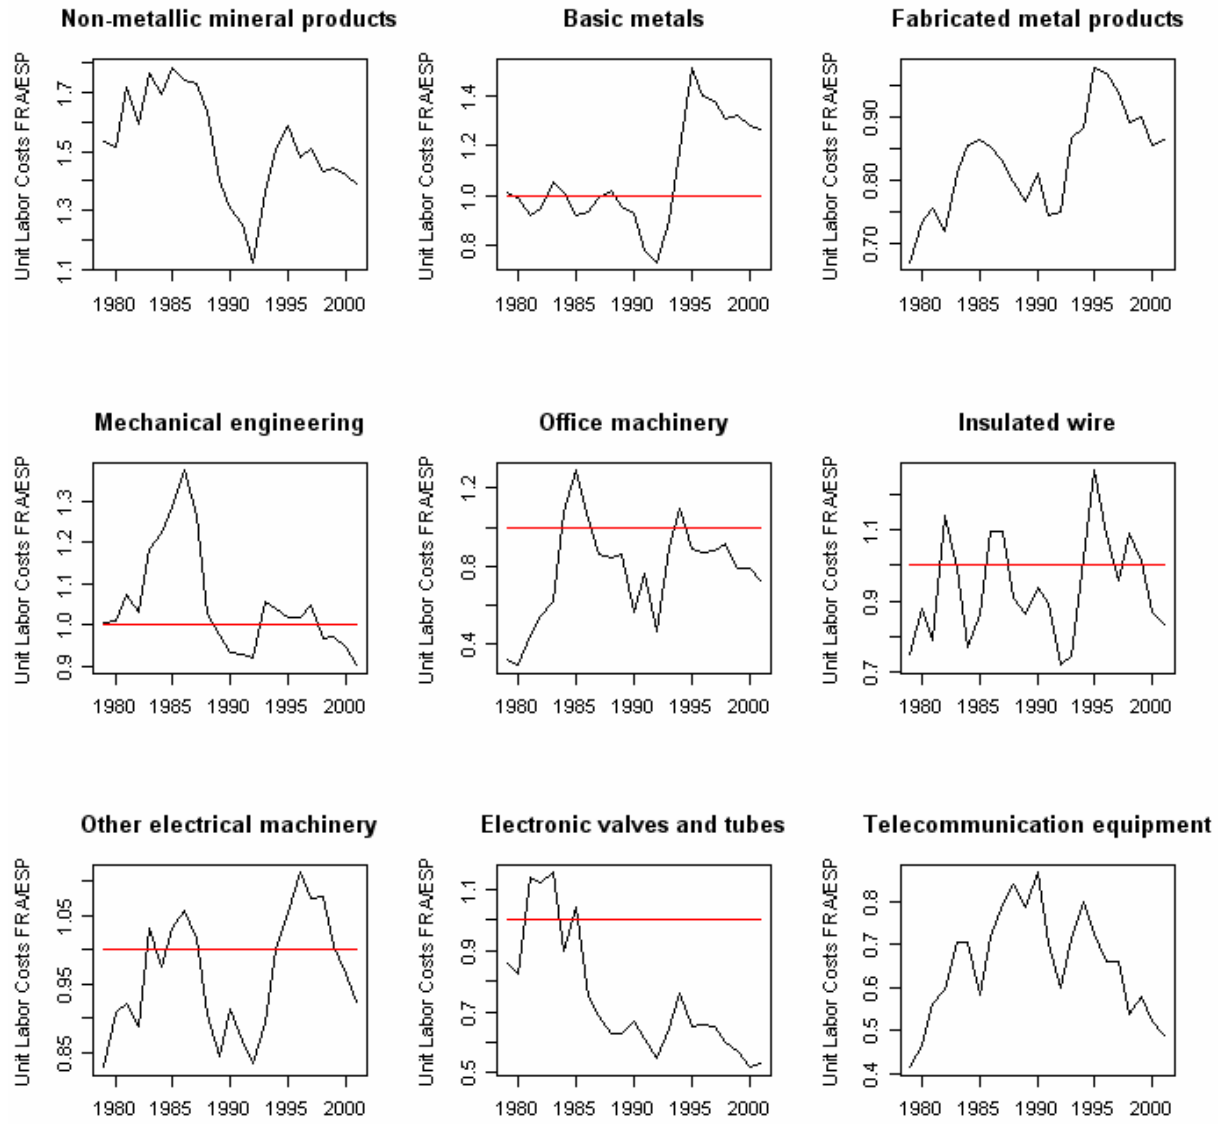 Non-metallic mineral products
Unit Labor Costs FRA/ESP
1.7
1.5
1.3
1.1
1980 1985 1990 1995 2000
Basic metals
Unit Labor Costs FRA/ESP
1.4
1.2
1.0
0.8
1980 1985 1990 1995 2000
Fabricated metal products
Unit Labor Costs FRA/ESP
0.90
0.80
0.70
1980 1985 1990 1995 2000
Mechanical engineering
Unit Labor Costs FRA/ESP
1.3
1.2
1.1
1.0
0.9
1980 1985 1990 1995 2000
Office machinery
Unit Labor Costs FRA/ESP
1.2
0.8
0.4
1980 1985 1990 1995 2000
Insulated wire
Unit Labor Costs FRA/ESP
1.1
0.9
0.7
1980 1985 1990 1995 2000
Other electrical machinery
Unit Labor Costs FRA/ESP
1.05
0.95
0.85
1980 1985 1990 1995 2000
Electronic valves and tubes
Unit Labor Costs FRA/ESP
1.1
0.9
0.7
0.5
1980 1985 1990 1995 2000
Telecommunication equipment
Unit Labor Costs FRA/ESP
0.8
0.7
0.6
0.5
0.4
1980 1985 1990 1995 2000